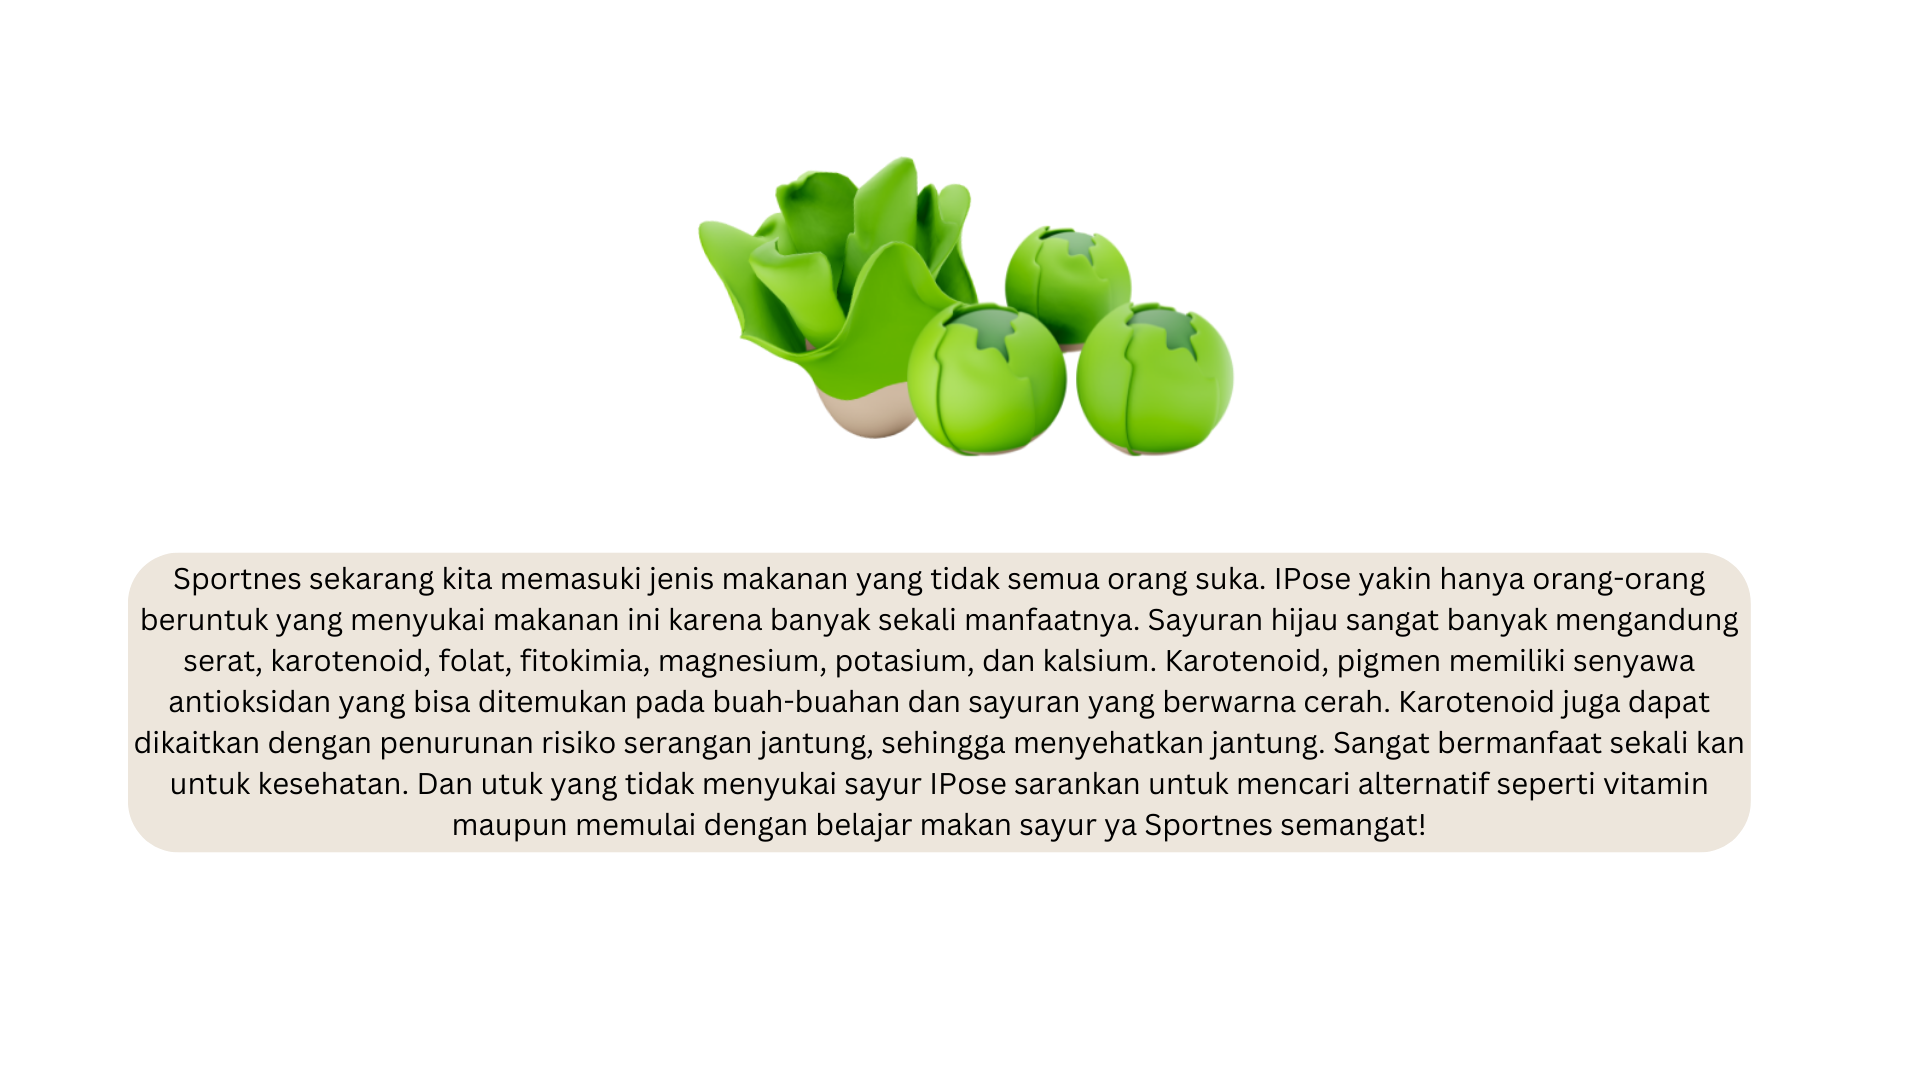 Sportnes sekarang kita memasuki jenis makanan yang tidak semua orang suka. IPose yakin hanya orang-orang
beruntuk yang menyukai makanan ini karena banyak sekali manfaatnya. Sayuran hijau sangat banyak mengandung
serat, karotenoid, folat, fitokimia, magnesium, potasium, dan kalsium. Karotenoid, pigmen memiliki senyawa
antioksidan yang bisa ditemukan pada buah-buahan dan sayuran yang berwarna cerah. Karotenoid juga dapat
dikaitkan dengan penurunan risiko serangan jantung, sehingga menyehatkan jantung. Sangat bermanfaat sekali kan
untuk kesehatan. Dan utuk yang tidak menyukai sayur IPose sarankan untuk mencari alternatif seperti vitamin
maupun memulai dengan belajar makan sayur ya Sportnes semangat!